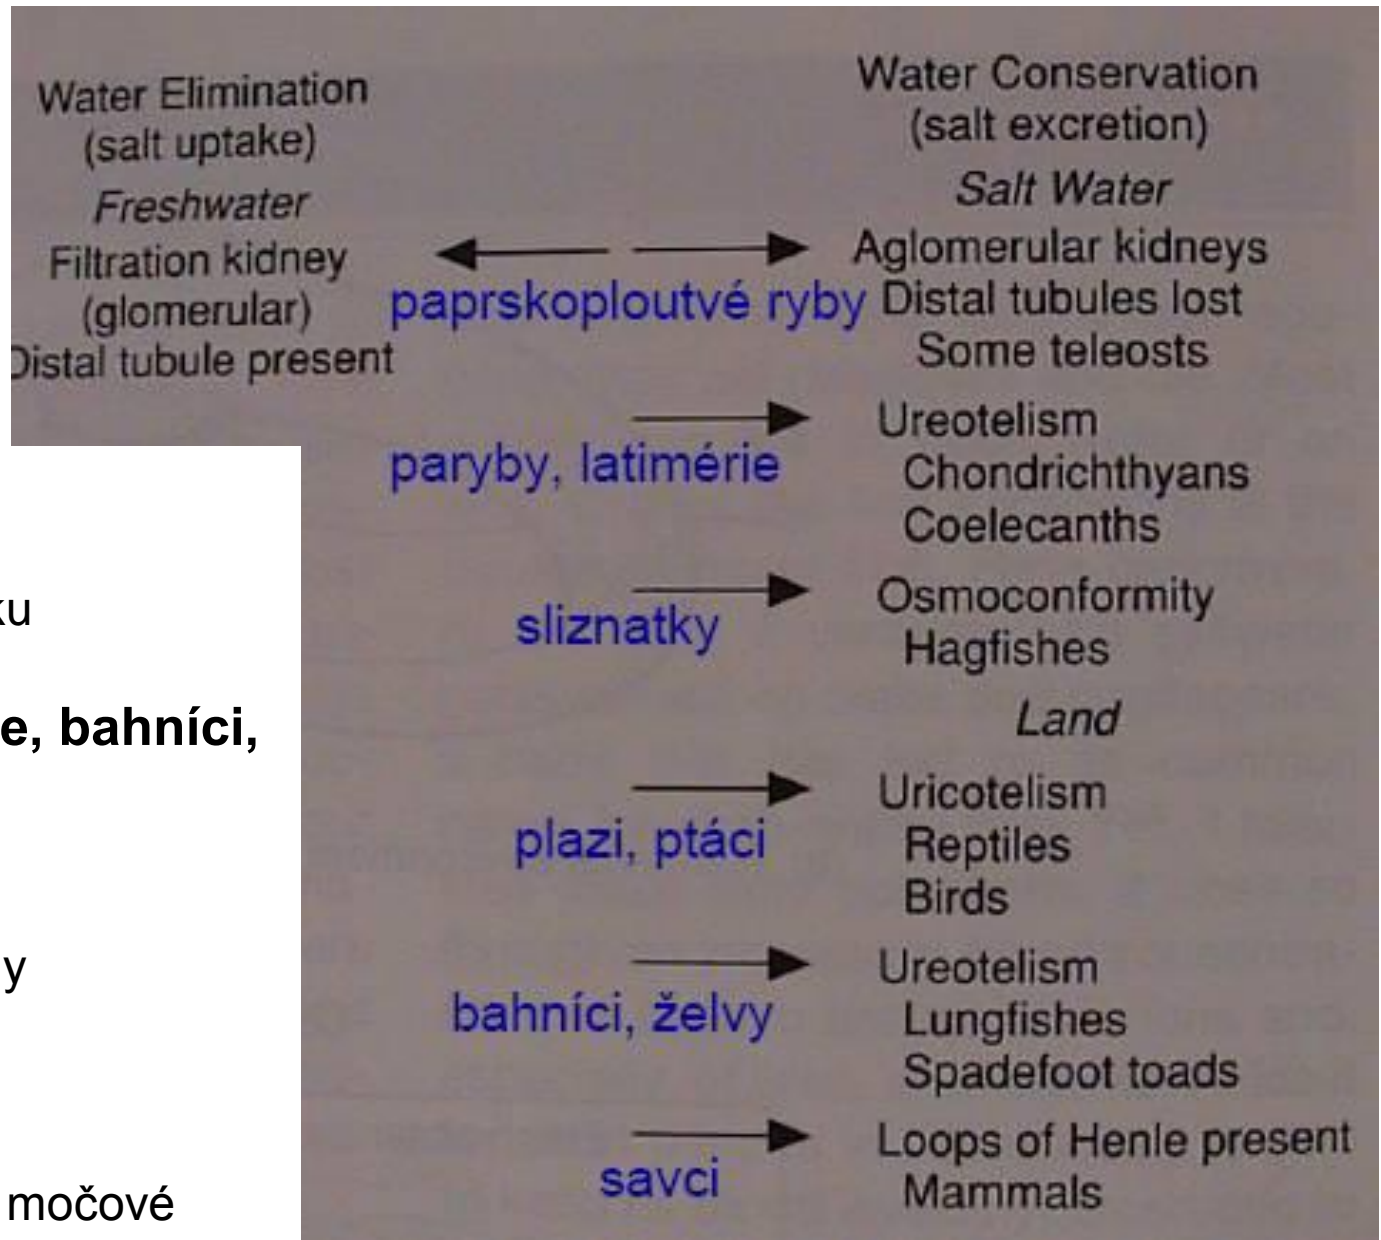 Water Elimination
(salt uptake)
Freshwater
Filtration kidney
(glomerular)
Distal tubule present
Water Conservation
(salt excretion)
Salt Water
Aglomerular kidneys
Distal tubules lost
Some teleosts
paprskoploutvé ryby
Ureotelism
Chondrichthyans
Coelecanths
paryby, latimérie
Osmoconformity
Hagfishes
sliznatky
Land
Uricotelism
Reptiles
Birds
plazi, ptáci
Ureotelism
Lungfishes
Spadefoot toads
bahníci, želvy
Loops of Henle present
Mammals
savci
ku
e, bahníci,
y
močové